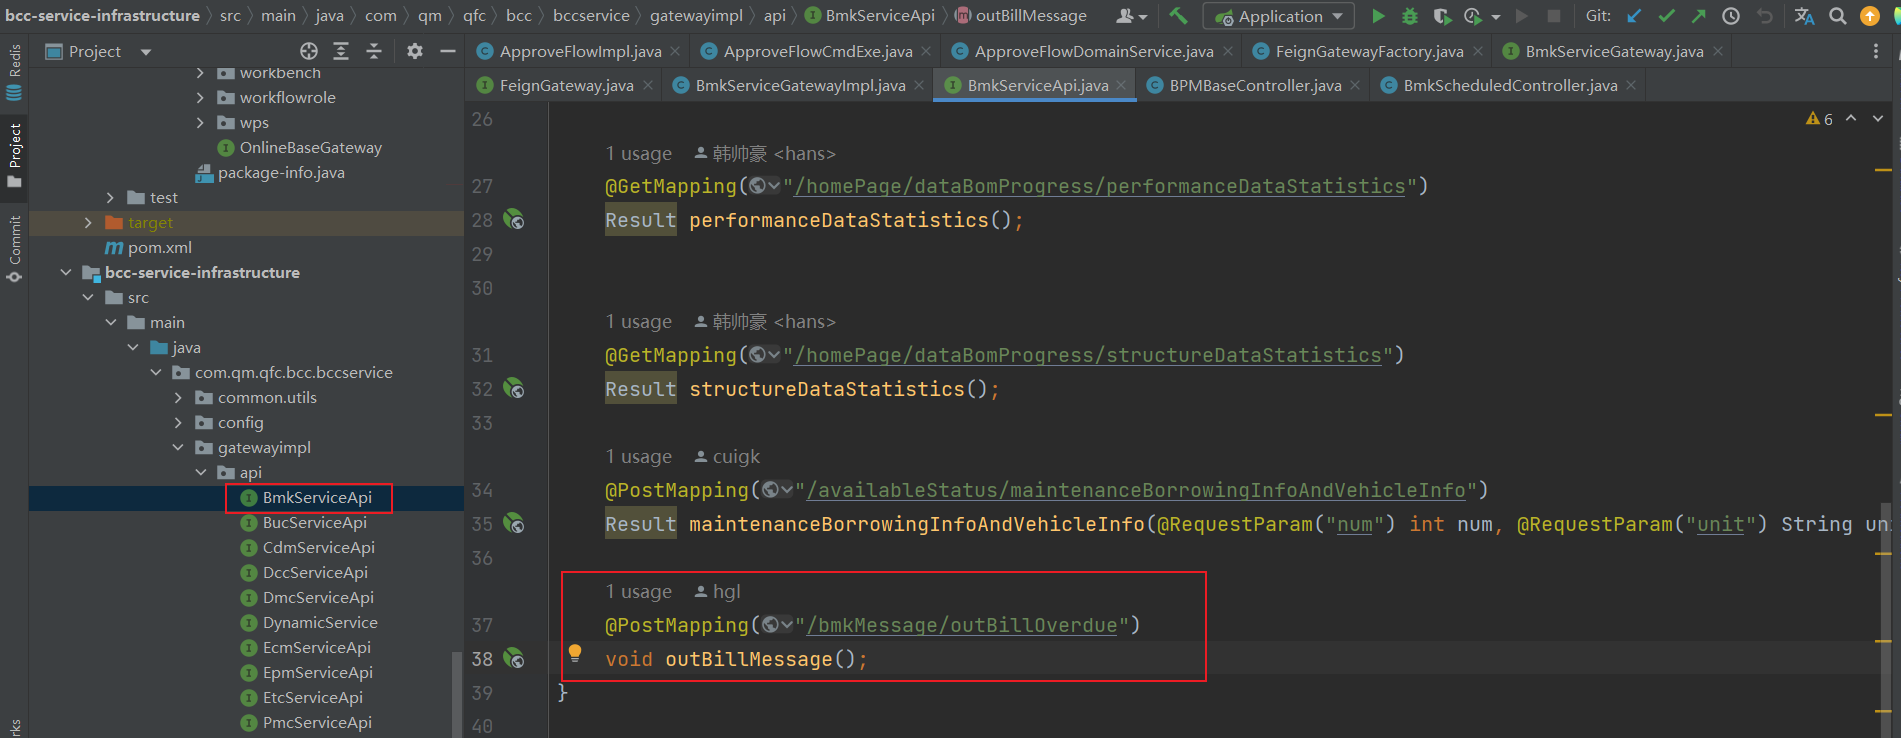 bcc-service-infrastructure > src > main > java > com > qm > qfc > bcc > bccservice > gatewayimpl > api > BmkServiceApi > outBillMessage
Application
Git:
Project
ApproveFlowImpl.java
ApproveFlowCmdExe.java
ApproveFlowDomainService.java
FeignGatewayFactory.java
BmkServiceGateway.java
FeignGateway.java
BmkServiceGatewayImpl.java
BmkServiceApi.java
BPMBaseController.java
BmkScheduledController.java
Redis
Project
Commit
workbench
workflowrole
wps
OnlineBaseGateway
package-info.java
test
target
pom.xml
bcc-service-infrastructure
src
main
java
com.qm.qfc.bcc.bccservice
common.utils
config
gatewayimpl
api
BmkServiceApi
BucServiceApi
CdmServiceApi
DccServiceApi
DmcServiceApi
DynamicService
EcmServiceApi
EpmServiceApi
EtcServiceApi
PmcServiceApi
6
26
1 usage 韩帅豪 <hans>
27 @GetMapping("/homePage/dataBomProgress/performanceDataStatistics")
28 Result performanceDataStatistics();
29
30
1 usage 韩帅豪 <hans>
31 @GetMapping("/homePage/dataBomProgress/structureDataStatistics")
32 Result structureDataStatistics();
33
1 usage cuigk
34 @PostMapping("/availableStatus/maintenanceBorrowingInfoAndVehicleInfo")
35 Result maintenanceBorrowingInfoAndVehicleInfo(@RequestParam("num") int num, @RequestParam("unit") String
36
1 usage hgl
37 @PostMapping("/bmkMessage/outBillOverdue")
38 void outBillMessage();
39 }
40